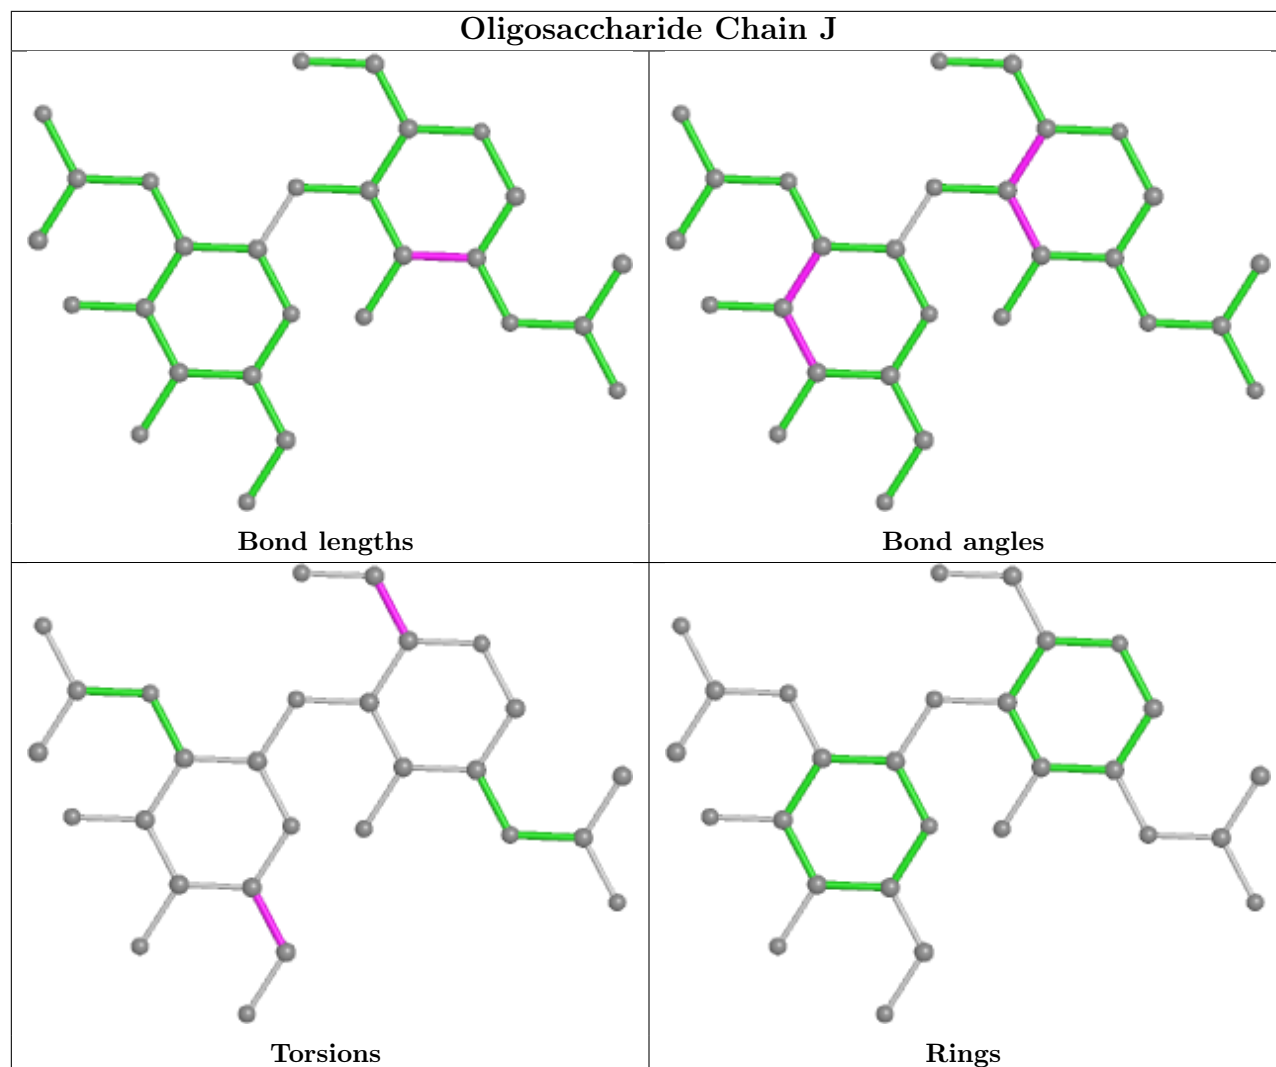 Oligosaccharide Chain J
Bond lengths
Bond angles
Torsions
Rings